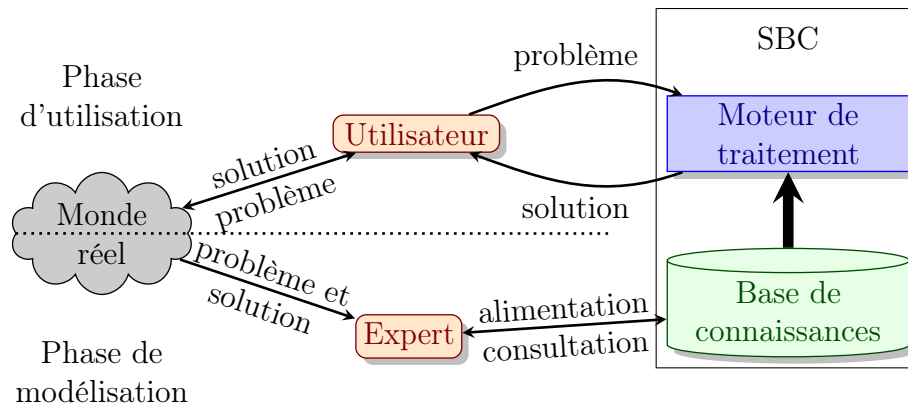 SBC
problème
Phase
d'utilisation
Moteur de
traitement
Utilisateur
solution
problème
solution
Monde
réel
problème et
solution
alimentation
consultation
Base de
connaissances
Expert
Phase de
modélisation